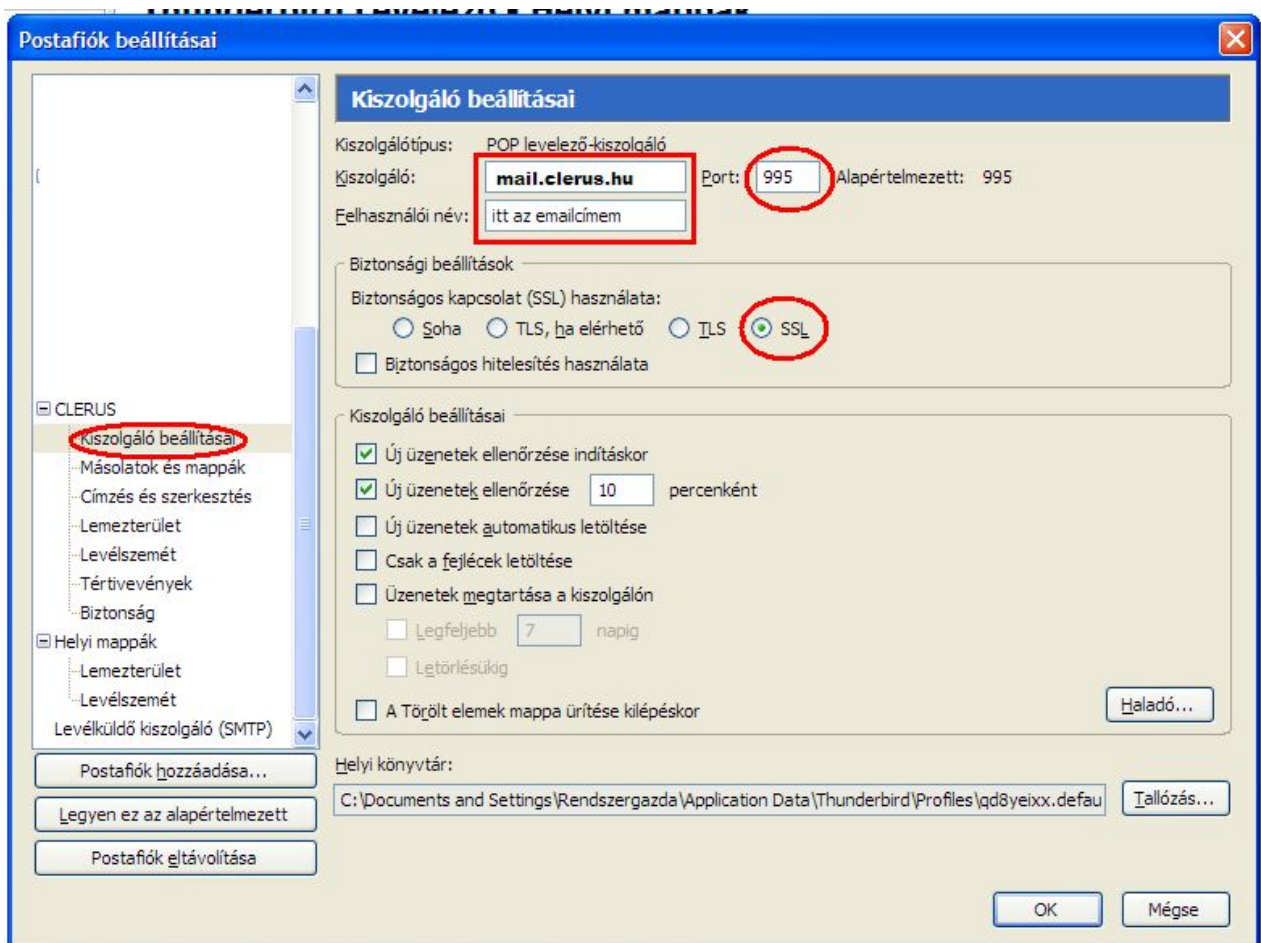 Thunderbird Levelező • Helyi mappák
Postafiók beállításai
Kiszolgáló beállításai
Kiszolgálótípus: POP levelező-kiszolgáló
Kiszolgáló: mail.clerus.hu Port: 995 Alapértelmezett: 995
Felhasználói név: itt az emailcímem
Biztonsági beállítások
Biztonságos kapcsolat (SSL) használata:
Soha TLS, ha elérhető TLS SSL
Biztonságos hitelesítés használata
CLERUS
Kiszolgáló beállításai
Másolatok és mappák
Címzés és szerkesztés
Lemezterület
Levélszemét
Tértivevények
Biztonság
Helyi mappák
Lemezterület
Levélszemét
Levélküldő kiszolgáló (SMTP)
Kiszolgáló beállításai
Új üzenetek ellenőrzése indításkor
Új üzenetek ellenőrzése 10 percenként
Új üzenetek automatikus letöltése
Csak a fejlécek letöltése
Üzenetek megtartása a kiszolgálón
Legfeljebb 7 napig
Letörlésükig
A Törölt elemek mappa ürítése kilépéskor
Haladó...
Postafiók hozzáadása...
Legyen ez az alapértelmezett
Postafiók eltávolítása
Helyi könyvtár:
C:\Documents and Settings\Rendszergazda\Application Data\Thunderbird\Profiles\qd8yeixx.defau Tallózás...
OK Mégse